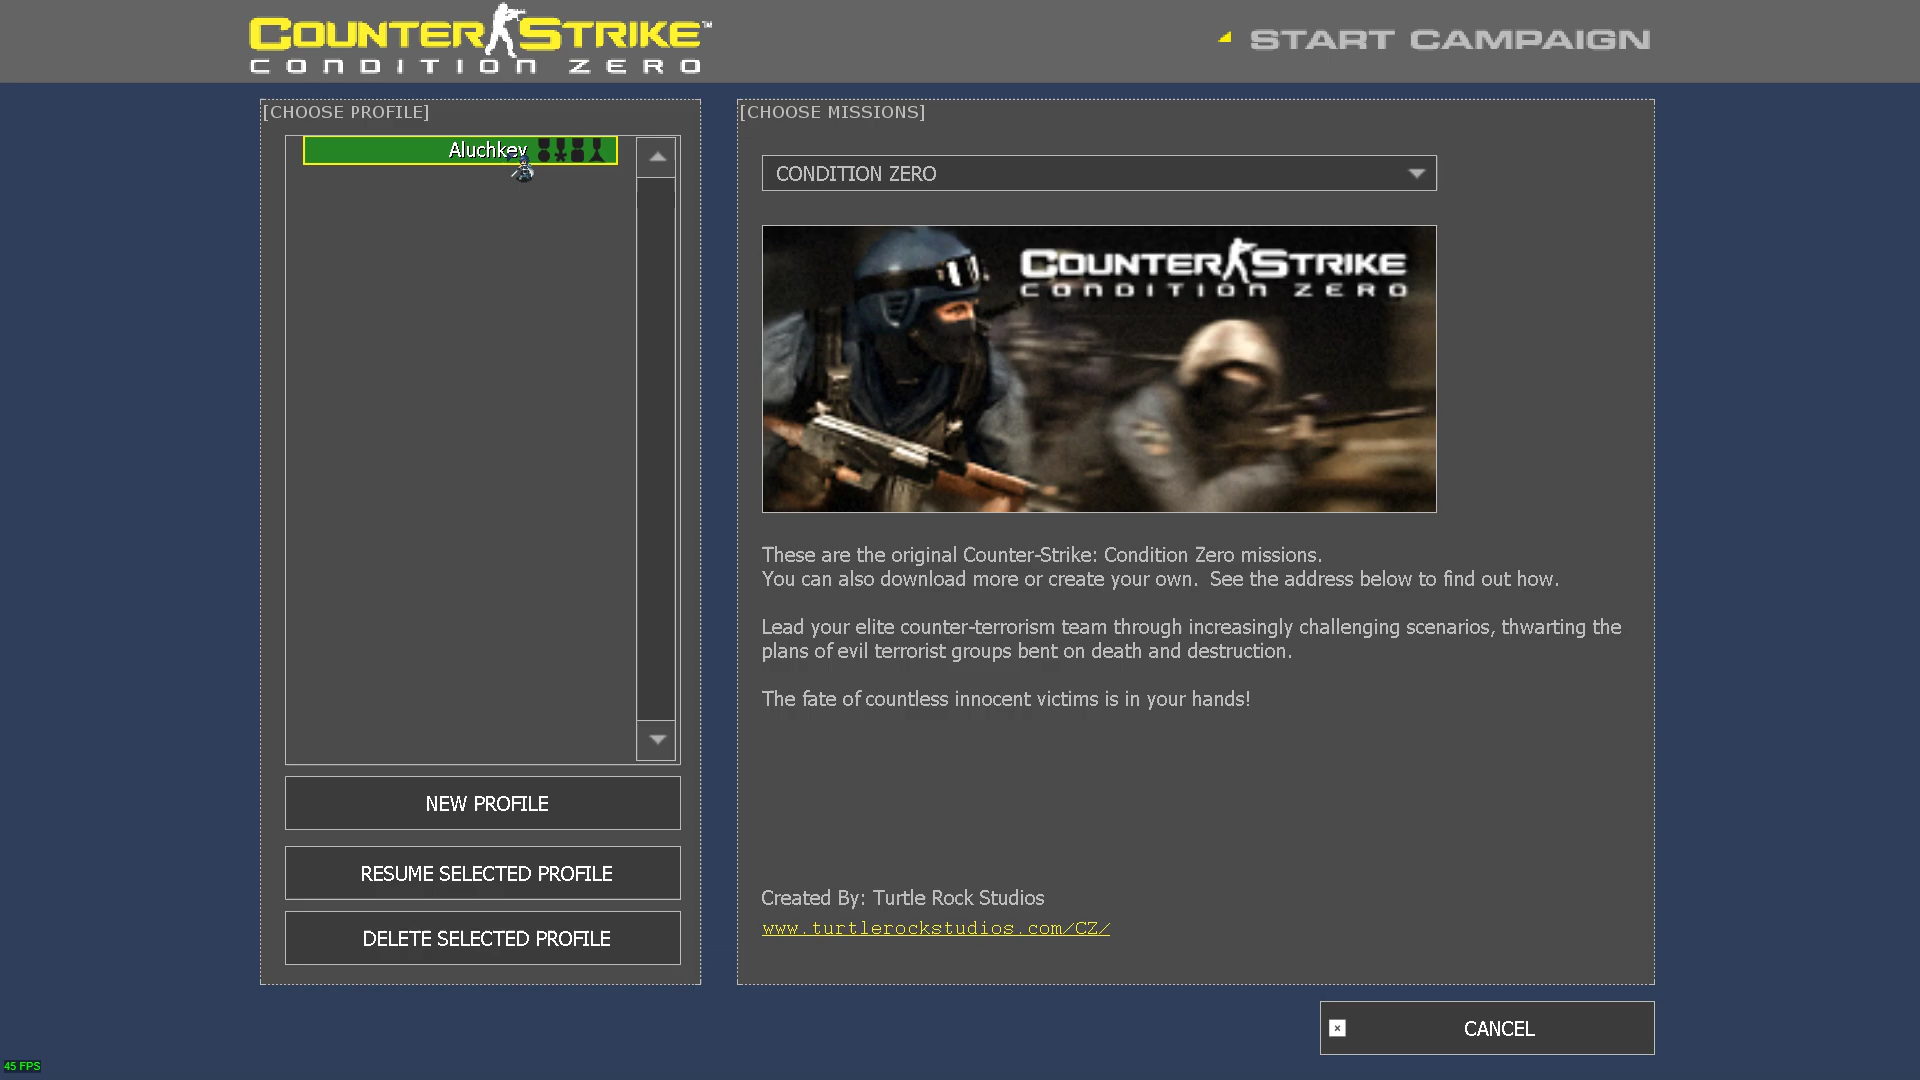 COUNTER STRIKE™
CONDITION ZERO
START CAMPAIGN
[CHOOSE PROFILE]
Aluchkev
NEW PROFILE
RESUME SELECTED PROFILE
DELETE SELECTED PROFILE
[CHOOSE MISSIONS]
CONDITION ZERO
COUNTER STRIKE
CONDITION ZERO
These are the original Counter-Strike: Condition Zero missions.
You can also download more or create your own.  See the address below to find out how.
Lead your elite counter-terrorism team through increasingly challenging scenarios, thwarting the
plans of evil terrorist groups bent on death and destruction.
The fate of countless innocent victims is in your hands!
Created By: Turtle Rock Studios
www.turtlerockstudios.com/CZ/
CANCEL
45 FPS